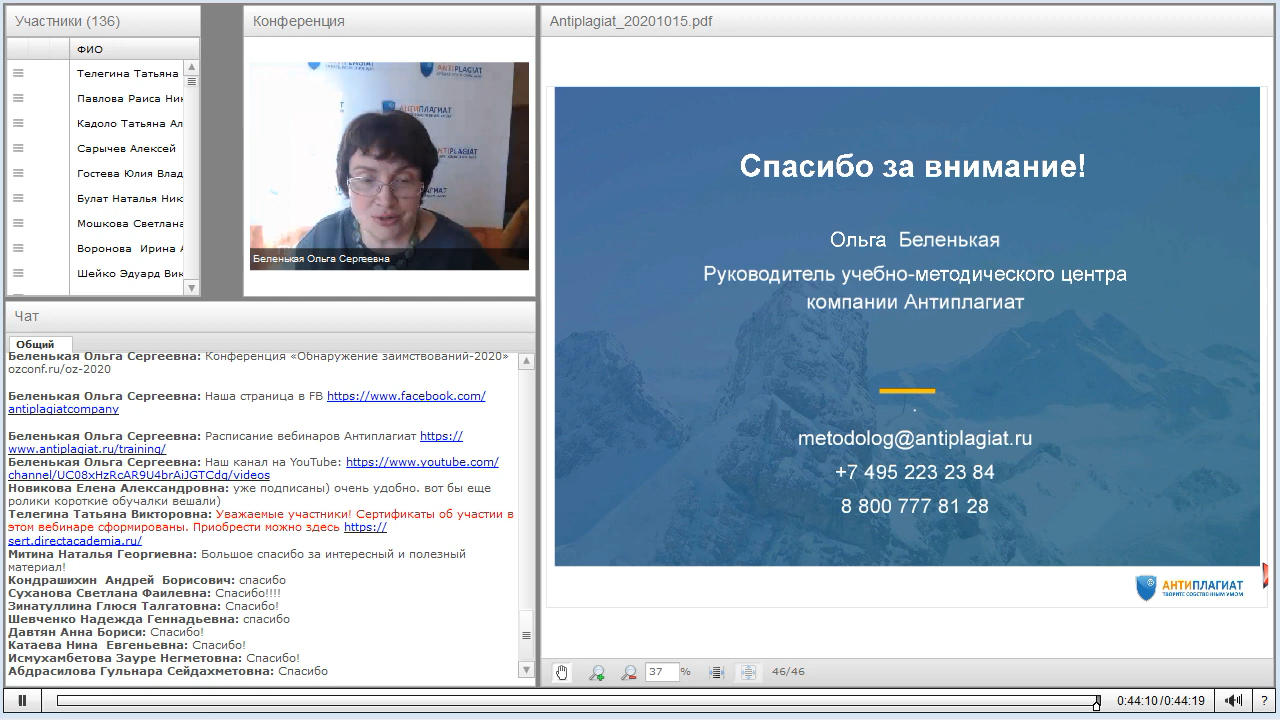 Участники (136)
ФИО
Телегина Татьяна
Павлова Раиса Ник
Кадоло Татьяна Ал
Сарычев Алексей
Гостева Юлия Влад
Булат Наталья Ник
Мошкова Светлана
Воронова Ирина А
Шейко Эдуард Вик
Конференция
АНТИПЛАГИАТ
Беленькая Ольга Сергеевна
Чат
Общий
Беленькая Ольга Сергеевна: Конференция «Обнаружение заимствований-2020»
ozconf.ru/oz-2020
Беленькая Ольга Сергеевна: Наша страница в FB https://www.facebook.com/
antiplagiatcompany
Беленькая Ольга Сергеевна: Расписание вебинаров Антиплагиат https://
www.antiplagiat.ru/training/
Беленькая Ольга Сергеевна: Наш канал на YouTube: https://www.youtube.com/
channel/UC08xHzRcAR9U4brAiJGTCdg/videos
Новикова Елена Александровна: уже подписаны) очень удобно. вот бы еще
ролики короткие обучалки вешали)
Телегина Татьяна Викторовна: Уважаемые участники! Сертификаты об участии в
этом вебинаре сформированы. Приобрести можно здесь https://
sert.directacademia.ru/
Митина Наталья Георгиевна: Большое спасибо за интересный и полезный
материал!
Кондрашихин Андрей Борисович: спасибо
Суханова Светлана Фаилевна: Спасибо!!!!
Зинатуллина Глюся Талгатовна: Спасибо!
Шевченко Надежда Геннадьевна: спасибо
Давтян Анна Бориси: Спасибо!
Катаева Нина Евгеньевна: Спасибо!
Исмухамбетова Зауре Негметовна: Спасибо!
Абдрасилова Гульнара Сейдахметовна: Спасибо
Antiplagiat_20201015.pdf
Спасибо за внимание!
Ольга Беленькая
Руководитель учебно-методического центра
компании Антиплагиат
metodolog@antiplagiat.ru
+7 495 223 23 84
8 800 777 81 28
АНТИПЛАГИАТ
ТВОРИТЕ СОБСТВЕННЫМ УМОМ
37 %
46/46
0:44:10/0:44:19
?